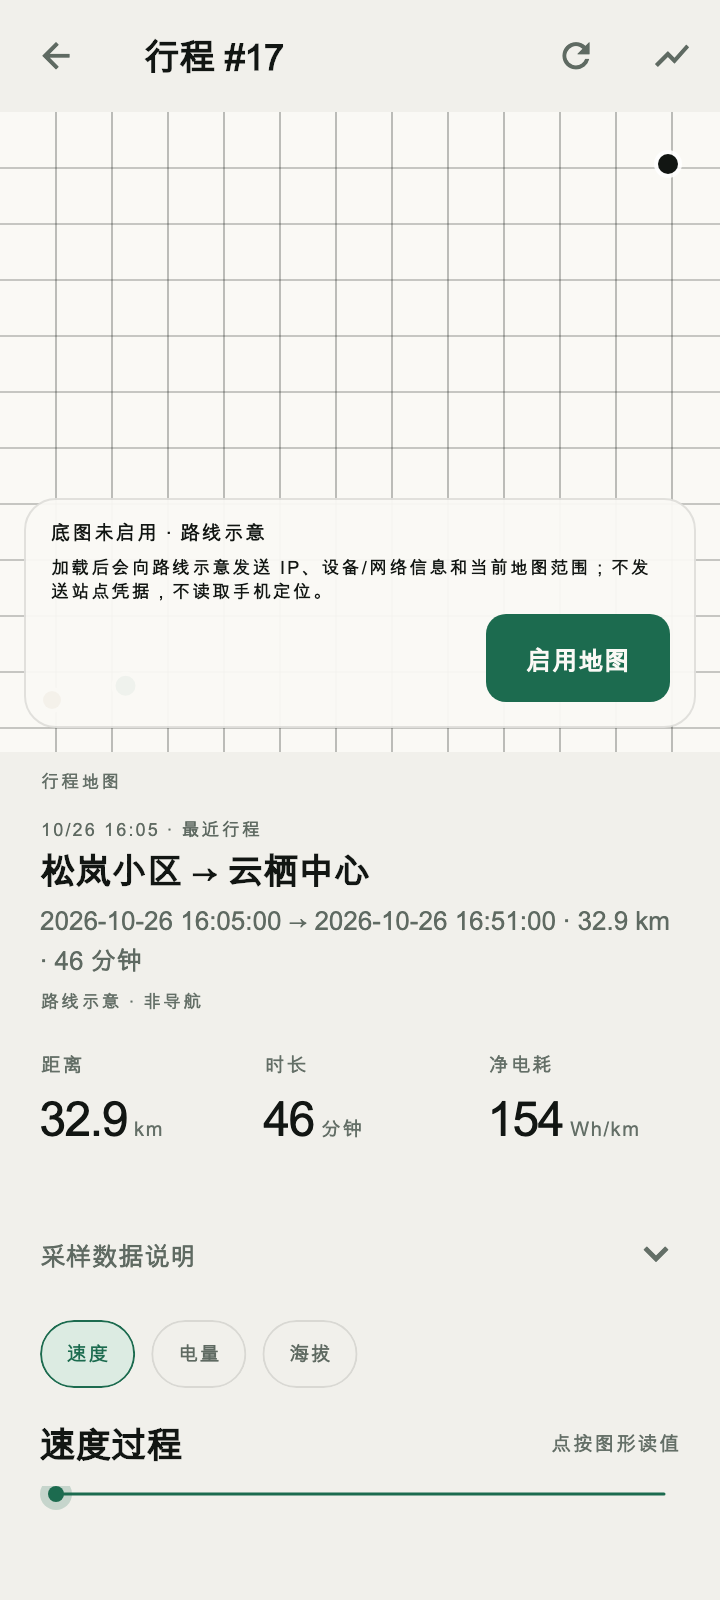 行程 #17
底图未启用 · 路线示意
加载后会向路线示意发送 IP、设备/网络信息和当前地图范围；不发
送站点凭据，不读取手机定位。
启用地图
行程地图
10/26 16:05 · 最近行程
松岚小区 → 云栖中心
2026-10-26 16:05:00 → 2026-10-26 16:51:00 · 32.9 km
· 46 分钟
路线示意 · 非导航
距离 时长 净电耗
32.9 km 46 分钟 154 Wh/km
采样数据说明
速度 电量 海拔
速度过程 点按图形读值